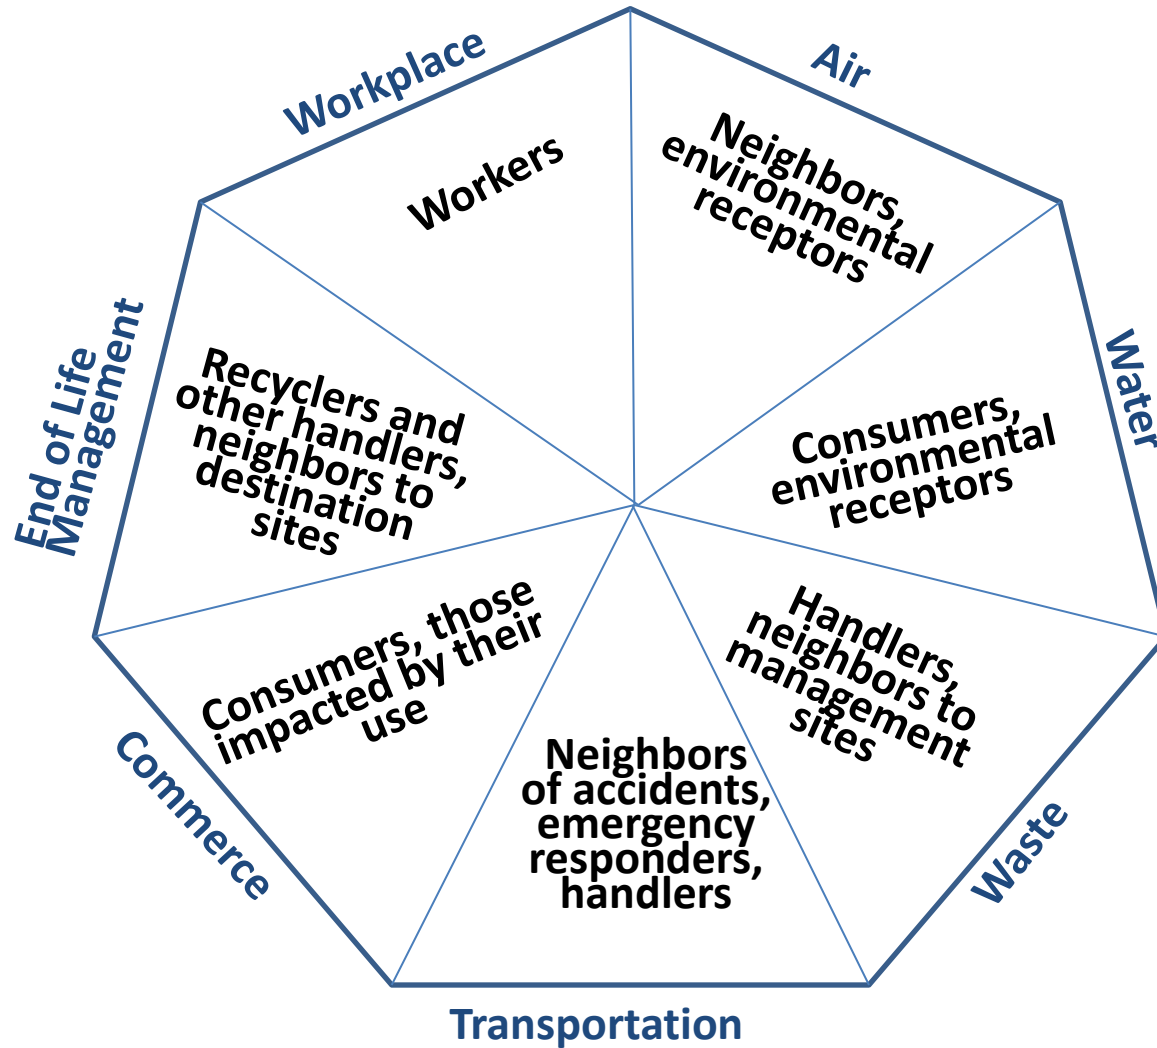 Workplace
Workers
Air
Neighbors,
environmental
receptors
Water
Consumers,
environmental
receptors
Waste
Handlers,
neighbors to
management
sites
Transportation
Neighbors
of accidents,
emergency
responders,
handlers
Commerce
Consumers, those
impacted by their
use
End of Life
Management
Recyclers and
other handlers,
neighbors to
destination
sites